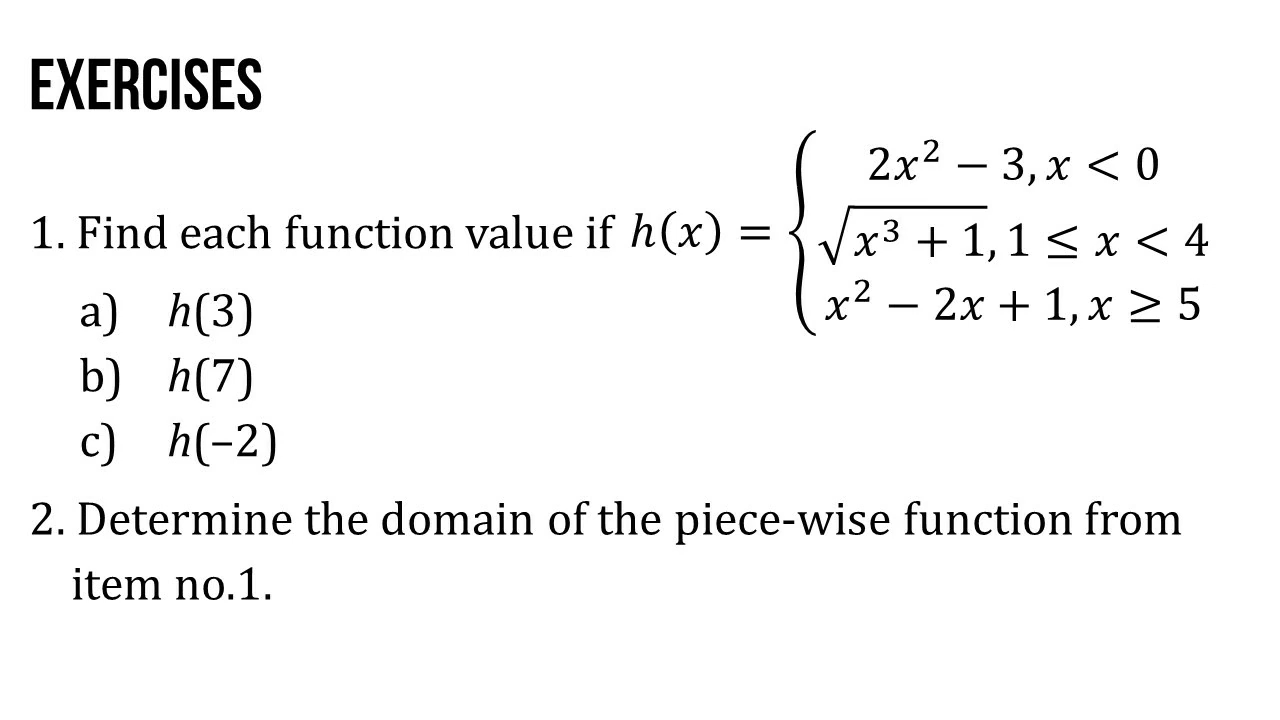 EXERCISES
1. Find each function value if h(x) = { 2x² − 3, x < 0
√(x³ + 1), 1 ≤ x < 4
x² − 2x + 1, x ≥ 5
a) h(3)
b) h(7)
c) h(–2)
2. Determine the domain of the piece-wise function from
item no.1.